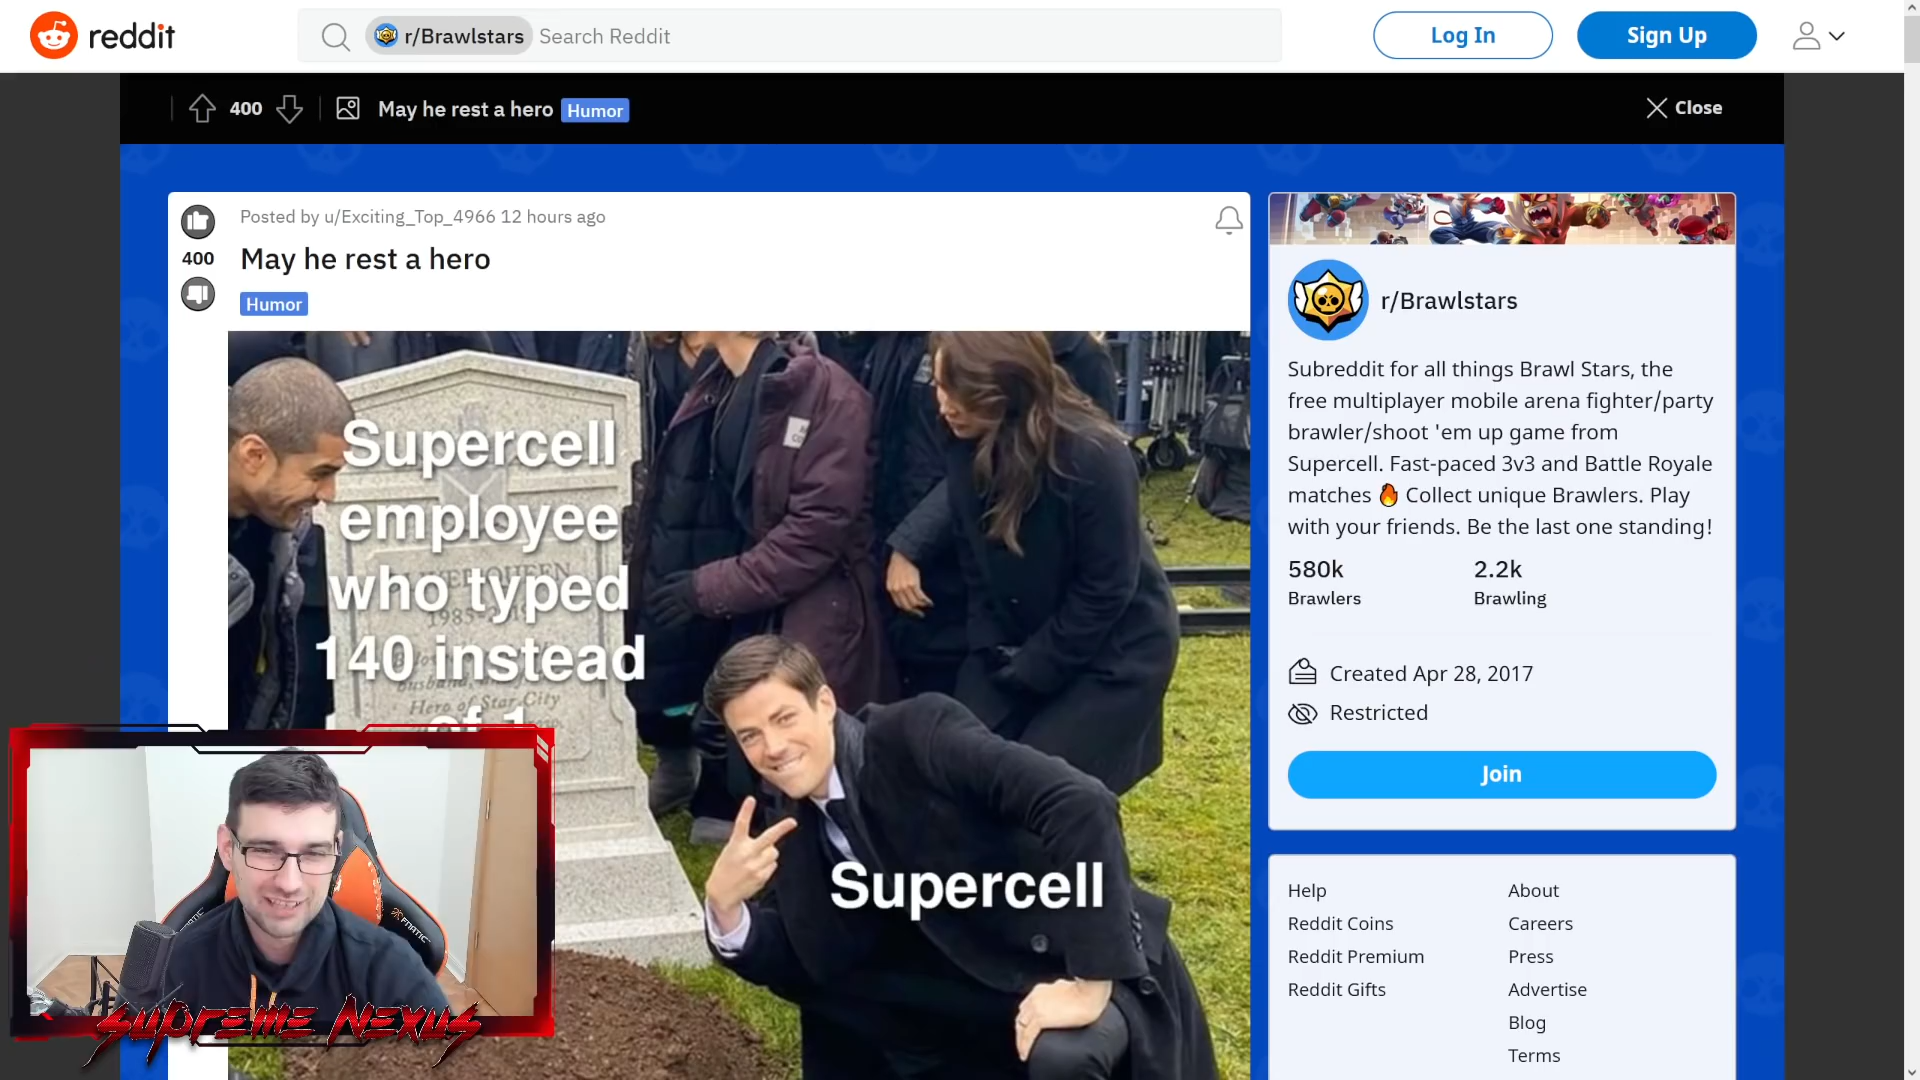 reddit
r/Brawlstars Search Reddit
Log In
Sign Up
400
May he rest a hero Humor
Close
Posted by u/Exciting_Top_4966 12 hours ago
400
May he rest a hero
Humor
Supercell
employee
who typed
140 instead
of 1
Supercell
r/Brawlstars
Subreddit for all things Brawl Stars, the
free multiplayer mobile arena fighter/party
brawler/shoot 'em up game from
Supercell. Fast-paced 3v3 and Battle Royale
matches 🔥 Collect unique Brawlers. Play
with your friends. Be the last one standing!
580k
Brawlers
2.2k
Brawling
Created Apr 28, 2017
Restricted
Join
Help
Reddit Coins
Reddit Premium
Reddit Gifts
About
Careers
Press
Advertise
Blog
Terms
FNATIC
SUPREME NEXUS